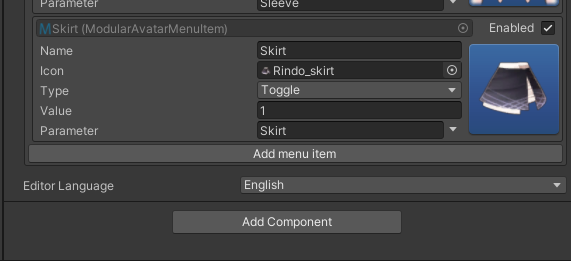 Parameter Sleeve
Skirt (ModularAvatarMenuItem) Enabled
Name Skirt
Icon Rindo_skirt
Type Toggle
Value 1
Parameter Skirt
Add menu item
Editor Language English
Add Component